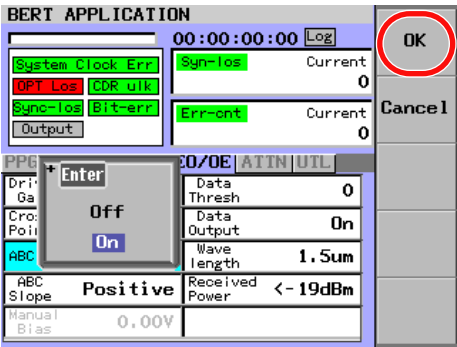 BERT APPLICATION
00:00:00:00 Log
OK
System Clock Err
OPT Los CDR ulk
Sync-los Bit-err
Output
Syn-los Current
0
Err-cnt Current
0
Cancel
PPG EO/OE ATTN UTL
Enter
Off
On
Data
Thresh 0
Data
Output On
ABC
Wave
length 1.5um
ABC
Slope Positive
Received
Power <-19dBm
Manual
Bias 0.00V